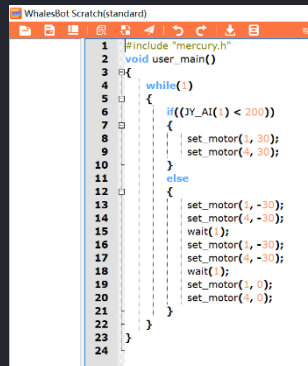 WhalesBot Scratch(standard)
1 #include "mercury.h"
2 void user_main()
3 {
4 while(1)
5 {
6 if((JY_AI(1) < 200))
7 {
8 set_motor(1, 30);
9 set_motor(4, 30);
10 }
11 else
12 {
13 set_motor(1, -30);
14 set_motor(4, -30);
15 wait(1);
16 set_motor(1, -30);
17 set_motor(4, -30);
18 wait(1);
19 set_motor(1, 0);
20 set_motor(4, 0);
21 }
22 }
23 }
24